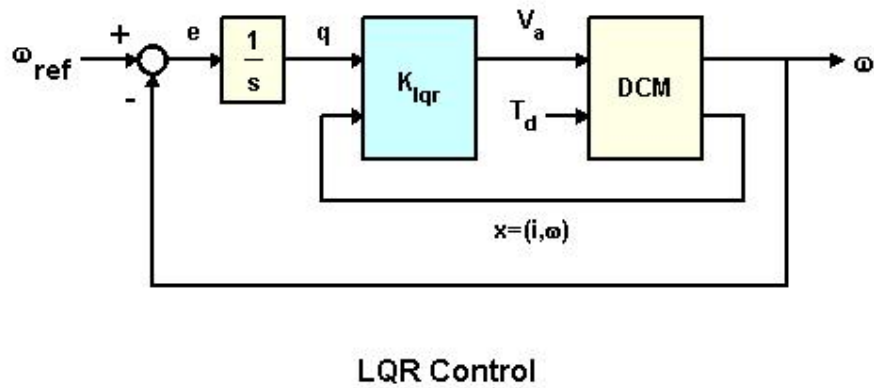 ω_ref
+
-
e
1
s
q
K_lqr
V_a
T_d
DCM
ω
x=(i,ω)
LQR Control